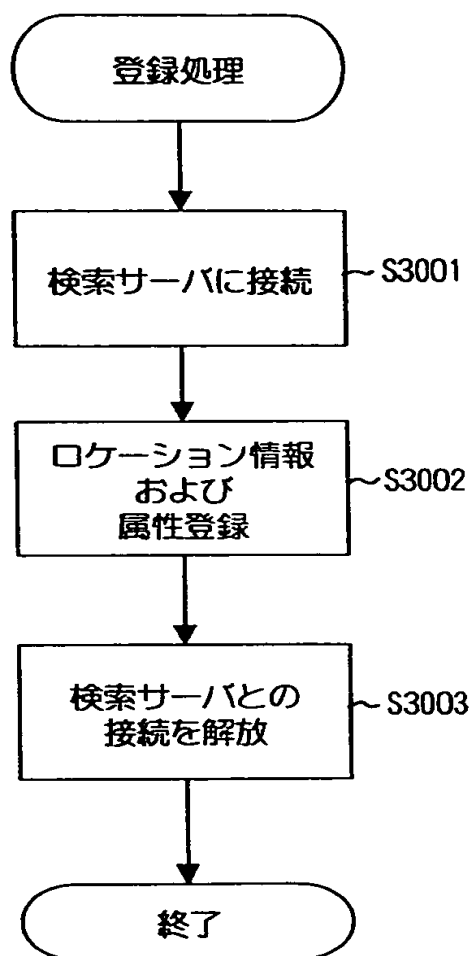 登録処理
検索サーバに接続
S3001
ロケーション情報
および
属性登録
S3002
検索サーバとの
接続を解放
S3003
終了